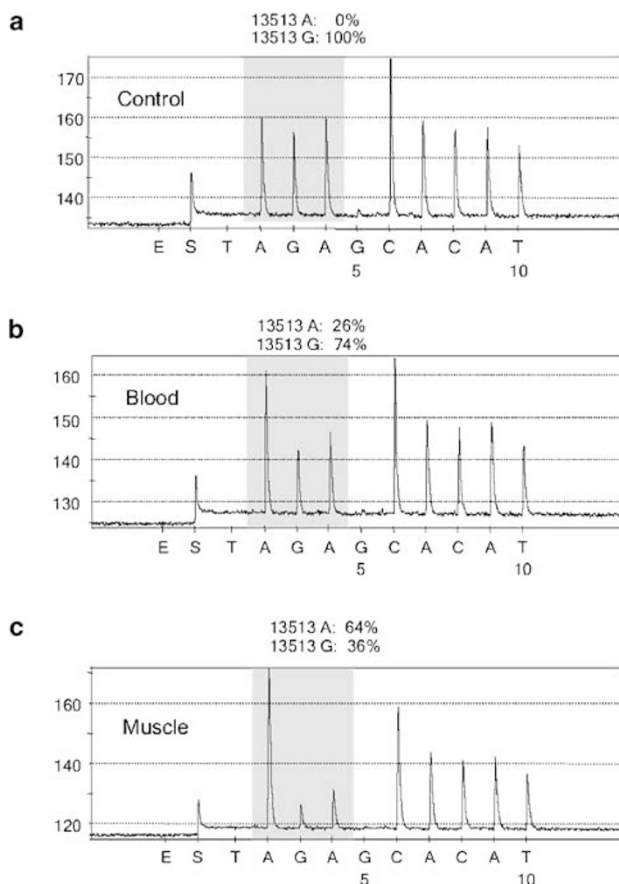 a
13513 A: 0%
13513 G: 100%
Control
170
160
150
140
E S T A G A G C A C A T
5 10
b
13513 A: 26%
13513 G: 74%
Blood
160
150
140
130
E S T A G A G C A C A T
5 10
c
13513 A: 64%
13513 G: 36%
Muscle
160
140
120
E S T A G A G C A C A T
5 10